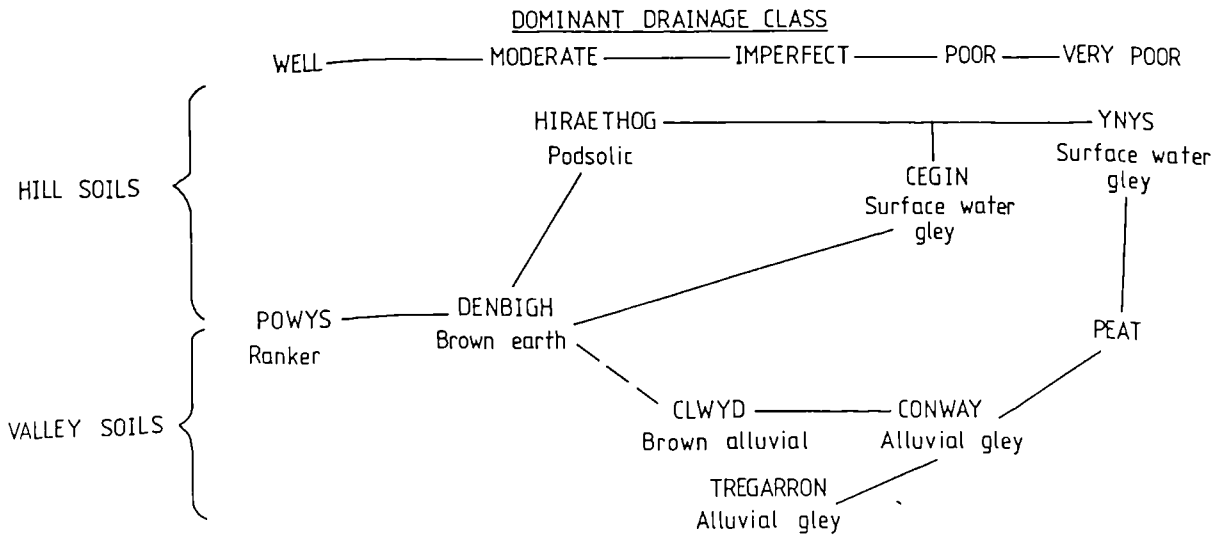 DOMINANT DRAINAGE CLASS
WELL MODERATE IMPERFECT POOR VERY POOR
HILL SOILS
HIRAETHOG
Podsolic
YNYS
Surface water
gley
CEGIN
Surface water
gley
POWYS
Ranker
DENBIGH
Brown earth
PEAT
VALLEY SOILS
CLWYD
Brown alluvial
CONWAY
Alluvial gley
TREGARRON
Alluvial gley